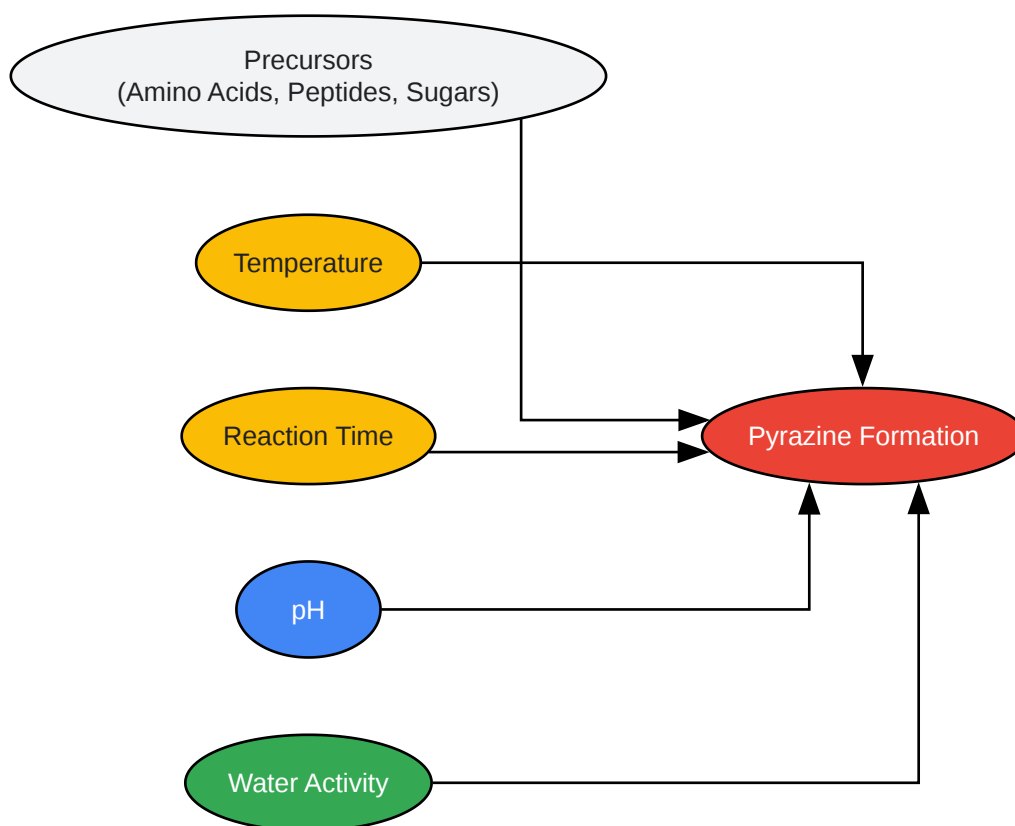 Precursors
(Amino Acids, Peptides, Sugars)
Temperature
Reaction Time
Pyrazine Formation
pH
Water Activity